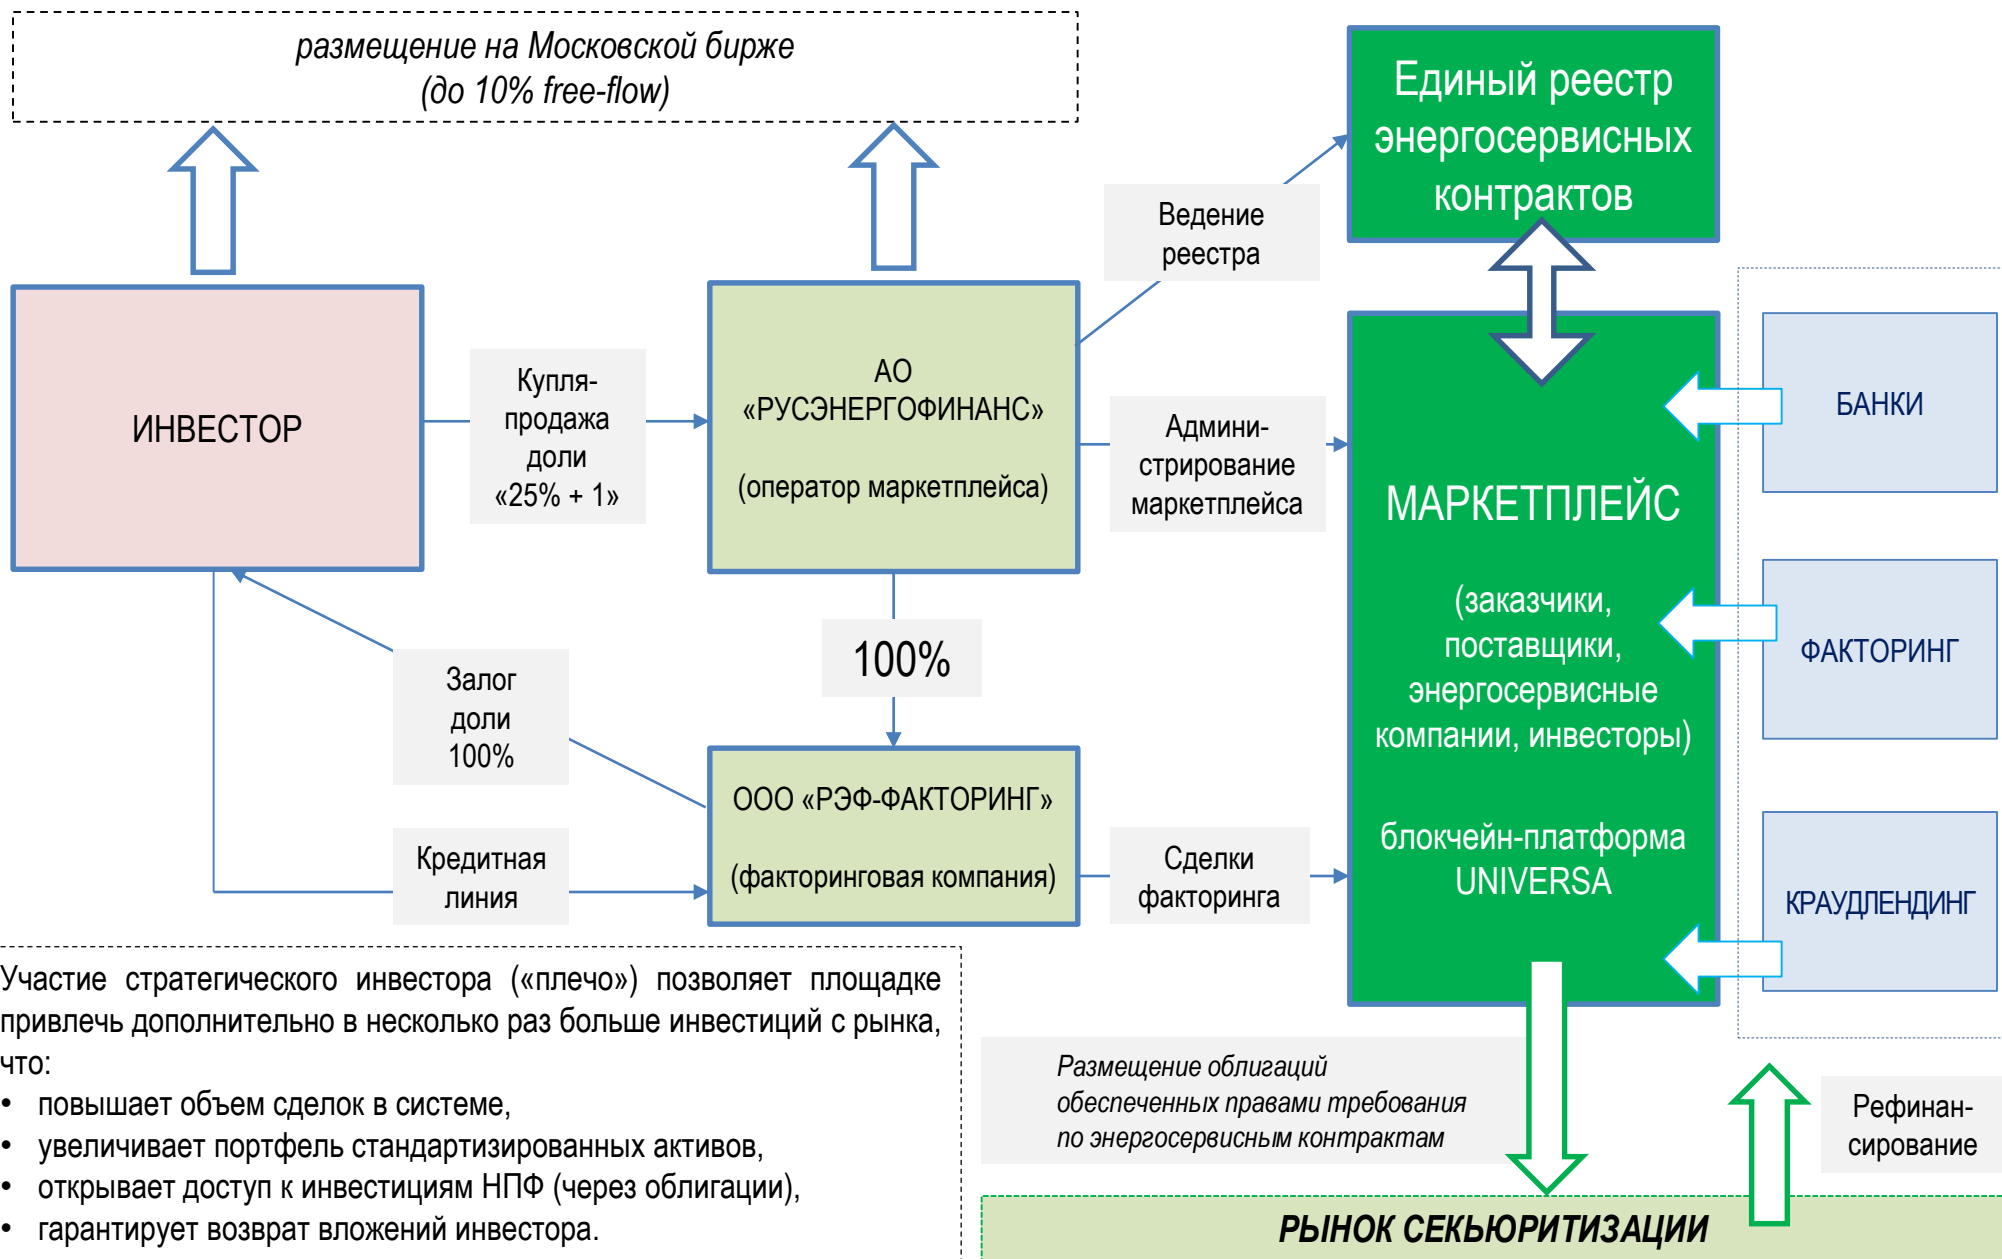 размещение на Московской бирже
(до 10% free-flow)
Единый реестр
энергосервисных
контрактов
Ведение
реестра
ИНВЕСТОР
Купля-
продажа
доли
«25% + 1»
АО
«РУСЭНЕРГОФИНАНС»
(оператор маркетплейса)
Админи-
стрирование
маркетплейса
МАРКЕТПЛЕЙС
(заказчики,
поставщики,
энергосервисные
компании, инвесторы)
блокчейн-платформа
UNIVERSA
БАНКИ
ФАКТОРИНГ
КРАУДЛЕНДИНГ
100%
Залог
доли
100%
ООО «РЭФ-ФАКТОРИНГ»
(факторинговая компания)
Кредитная
линия
Сделки
факторинга
Участие стратегического инвестора («плечо») позволяет площадке
привлечь дополнительно в несколько раз больше инвестиций с рынка,
что:
• повышает объем сделок в системе,
• увеличивает портфель стандартизированных активов,
• открывает доступ к инвестициям НПФ (через облигации),
• гарантирует возврат вложений инвестора.
Размещение облигаций
обеспеченных правами требования
по энергосервисным контрактам
Рефинан-
сирование
РЫНОК СЕКЬЮРИТИЗАЦИИ